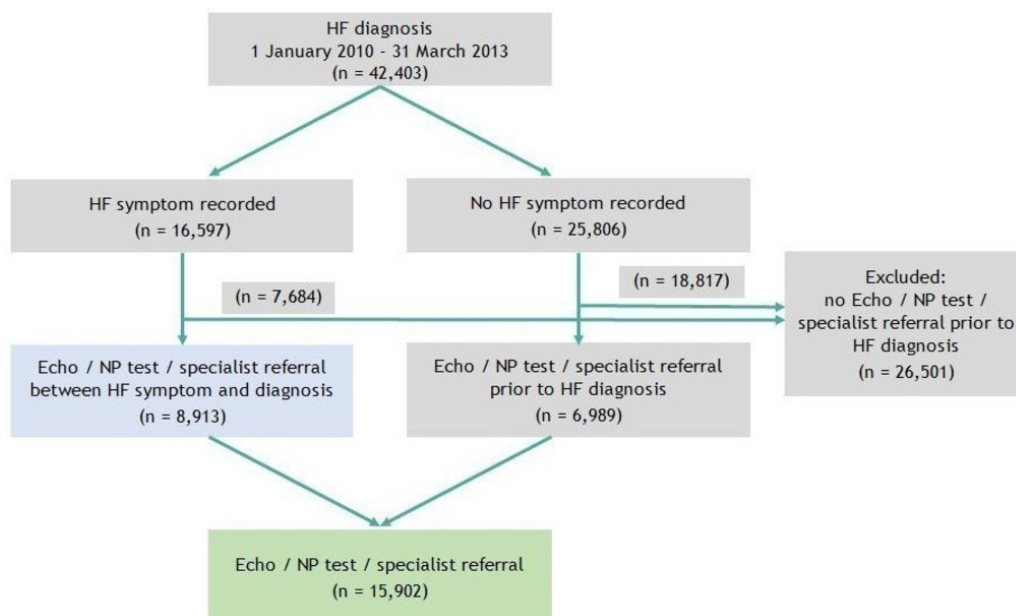 HF diagnosis
1 January 2010 - 31 March 2013
(n = 42,403)
HF symptom recorded
(n = 16,597)
No HF symptom recorded
(n = 25,806)
(n = 7,684)
(n = 18,817)
Excluded:
no Echo / NP test /
specialist referral prior to
HF diagnosis
(n = 26,501)
Echo / NP test / specialist referral
between HF symptom and diagnosis
(n = 8,913)
Echo / NP test / specialist referral
prior to HF diagnosis
(n = 6,989)
Echo / NP test / specialist referral
(n = 15,902)